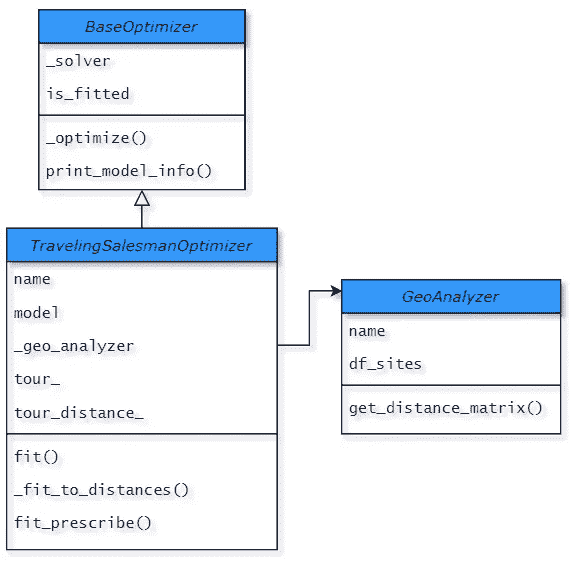 BaseOptimizer
_solver
is_fitted
_optimize()
print_model_info()
TravelingSalesmanOptimizer
name
model
_geo_analyzer
tour_
tour_distance_
fit()
_fit_to_distances()
fit_prescribe()
GeoAnalyzer
name
df_sites
get_distance_matrix()